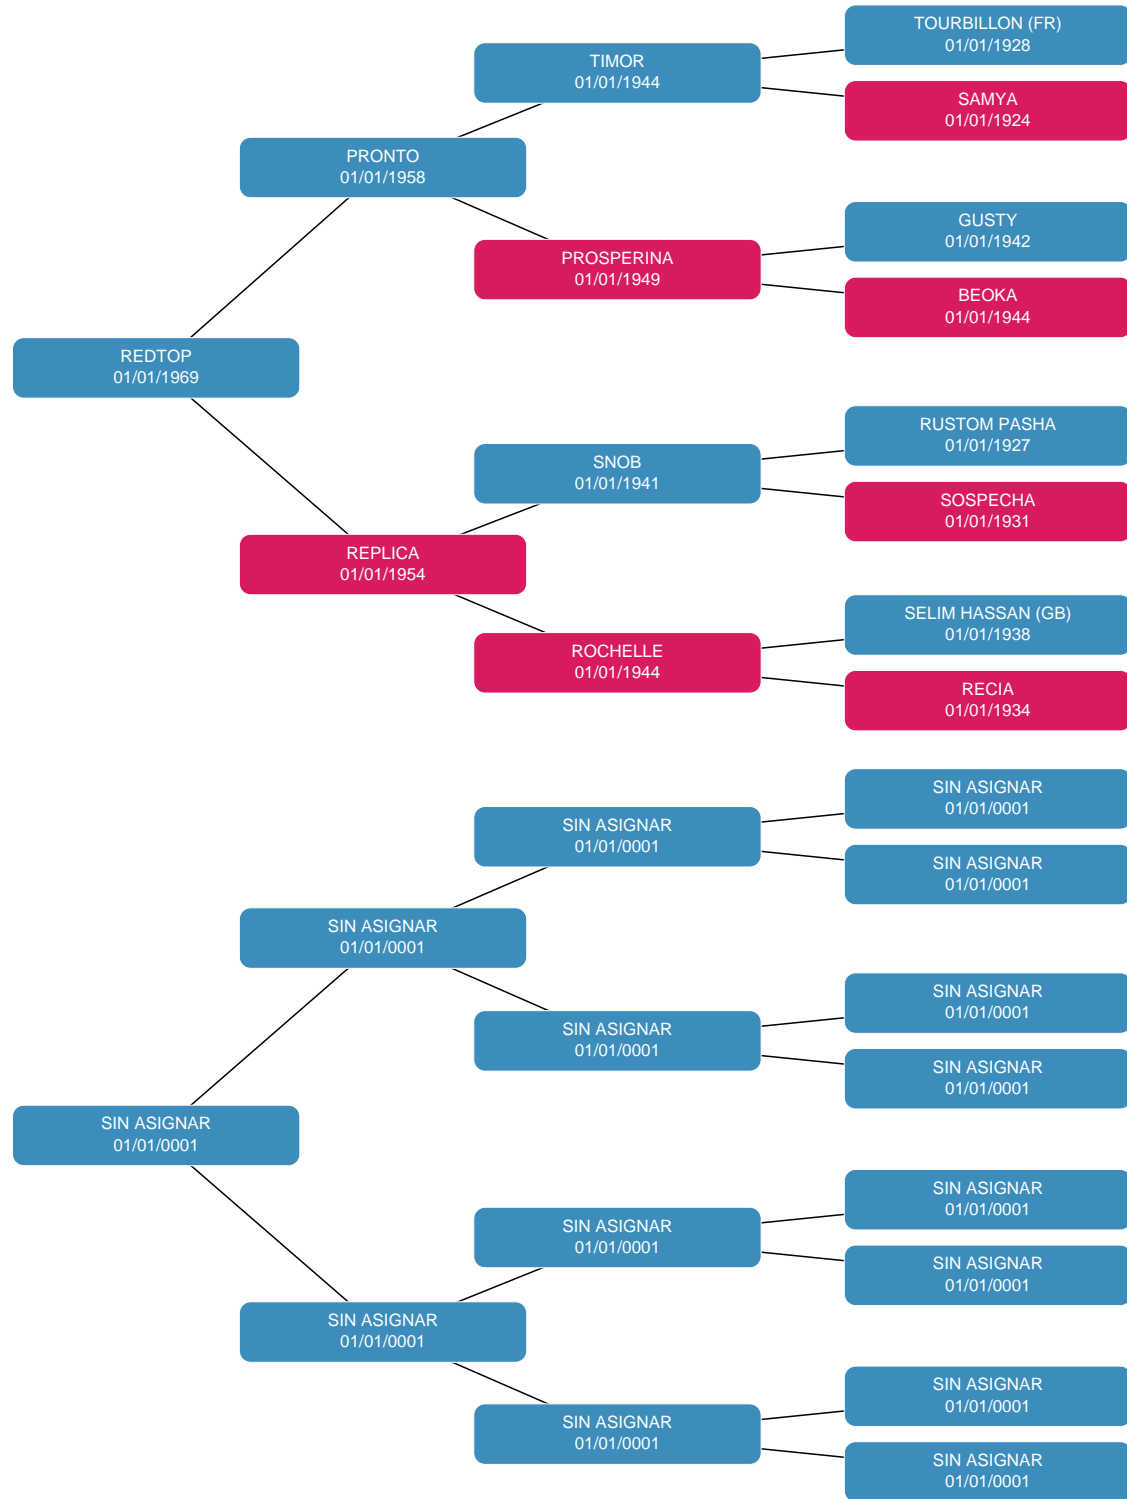 TOURBILLON (FR)
01/01/1928
TIMOR
01/01/1944
SAMYA
01/01/1924
PRONTO
01/01/1958
GUSTY
01/01/1942
PROSPERINA
01/01/1949
BEOKA
01/01/1944
REDTOP
01/01/1969
RUSTOM PASHA
01/01/1927
SNOB
01/01/1941
SOSPECHA
01/01/1931
REPLICA
01/01/1954
SELIM HASSAN (GB)
01/01/1938
ROCHELLE
01/01/1944
RECIA
01/01/1934
SIN ASIGNAR
01/01/0001
SIN ASIGNAR
01/01/0001
SIN ASIGNAR
01/01/0001
SIN ASIGNAR
01/01/0001
SIN ASIGNAR
01/01/0001
SIN ASIGNAR
01/01/0001
SIN ASIGNAR
01/01/0001
SIN ASIGNAR
01/01/0001
SIN ASIGNAR
01/01/0001
SIN ASIGNAR
01/01/0001
SIN ASIGNAR
01/01/0001
SIN ASIGNAR
01/01/0001
SIN ASIGNAR
01/01/0001
SIN ASIGNAR
01/01/0001
SIN ASIGNAR
01/01/0001